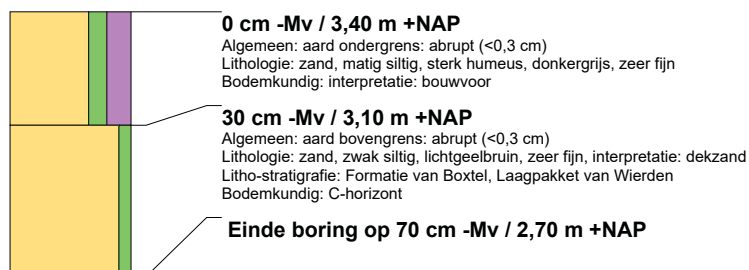 0 cm -Mv / 3,40 m +NAP
Algemeen: aard ondergrens: abrupt (<0,3 cm)
Lithologie: zand, matig siltig, sterk humeus, donkergrijs, zeer fijn
Bodemkundig: interpretatie: bouwvoor
30 cm -Mv / 3,10 m +NAP
Algemeen: aard bovengrens: abrupt (<0,3 cm)
Lithologie: zand, zwak siltig, lichtgeelbruin, zeer fijn, interpretatie: dekzand
Litho-stratigrafie: Formatie van Boxtel, Laagpakket van Wierden
Bodemkundig: C-horizont
Einde boring op 70 cm -Mv / 2,70 m +NAP